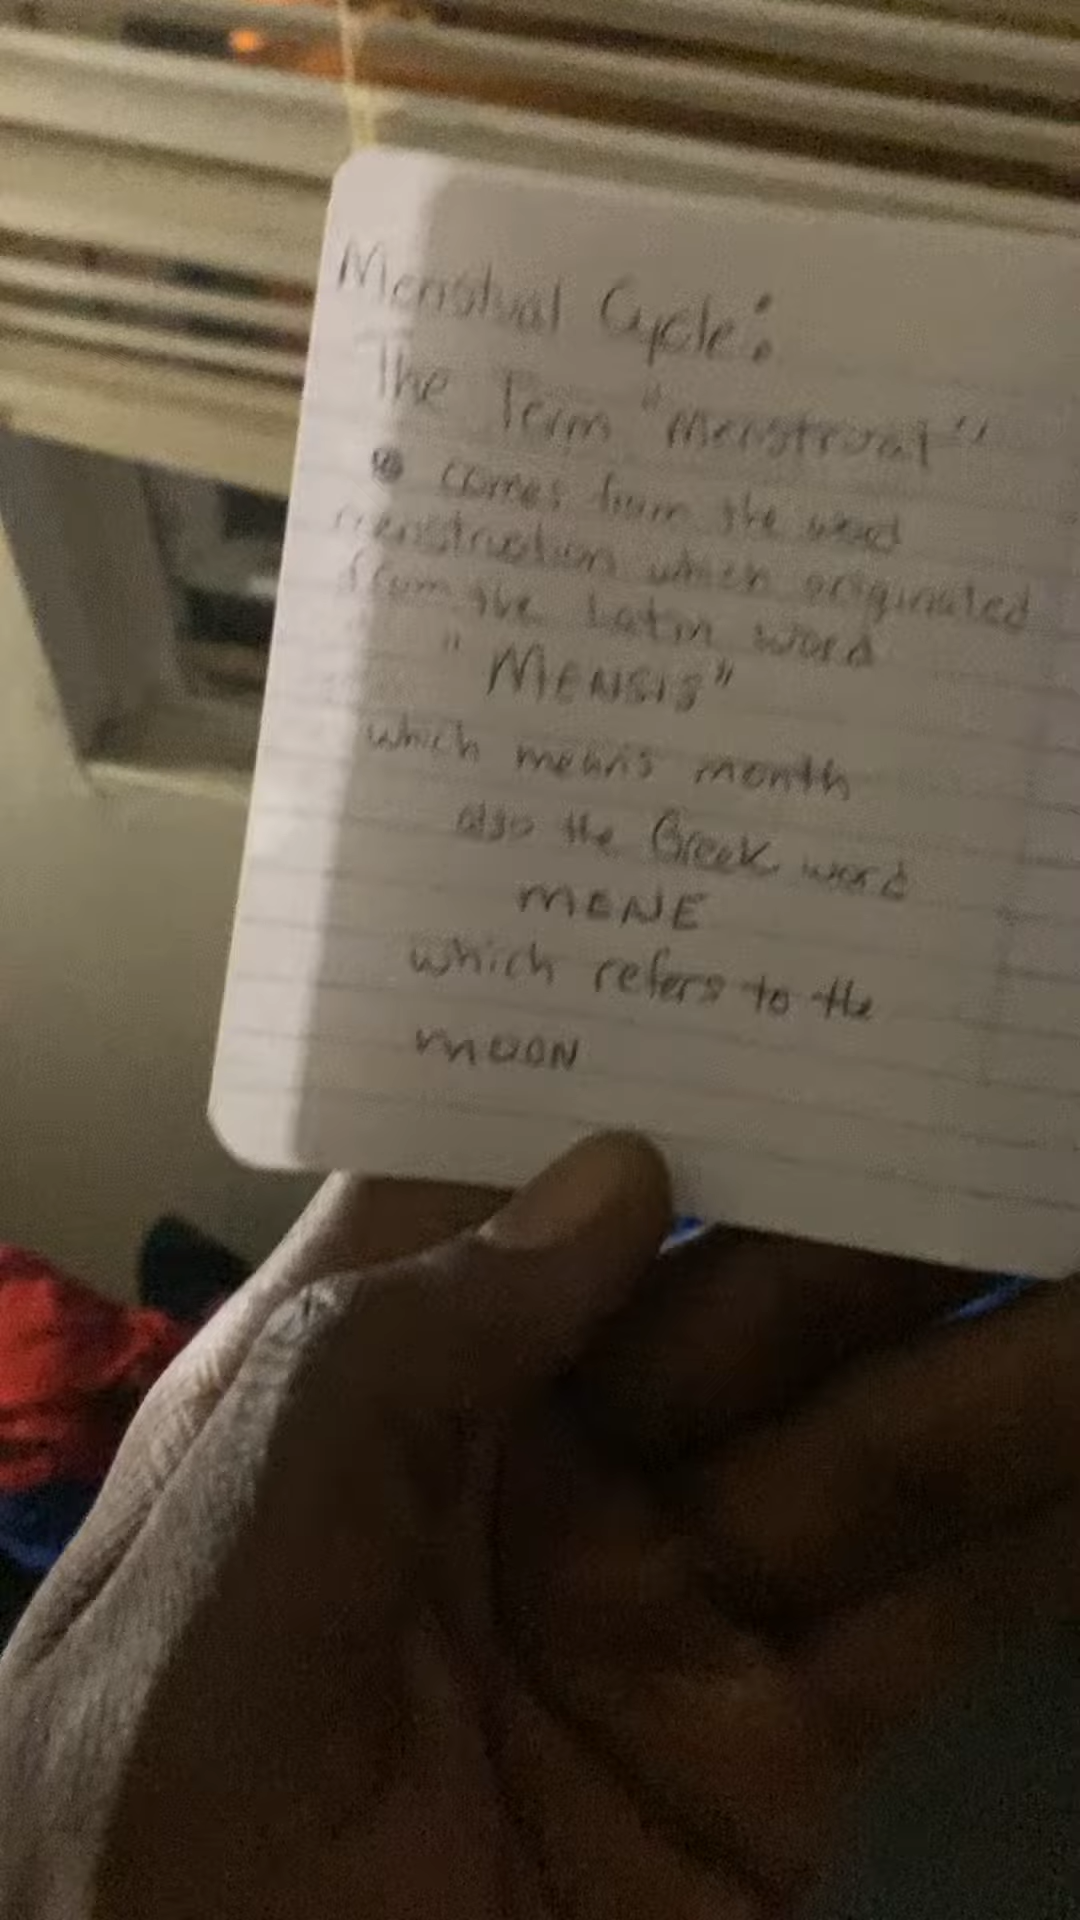 Menstual Cycle:
The Term "Menstrual"
comes from the word
menstruation which originated
from the Latin word
"MENSIS"
which means month
also the Greek word
MENE
which refers to the
MOON